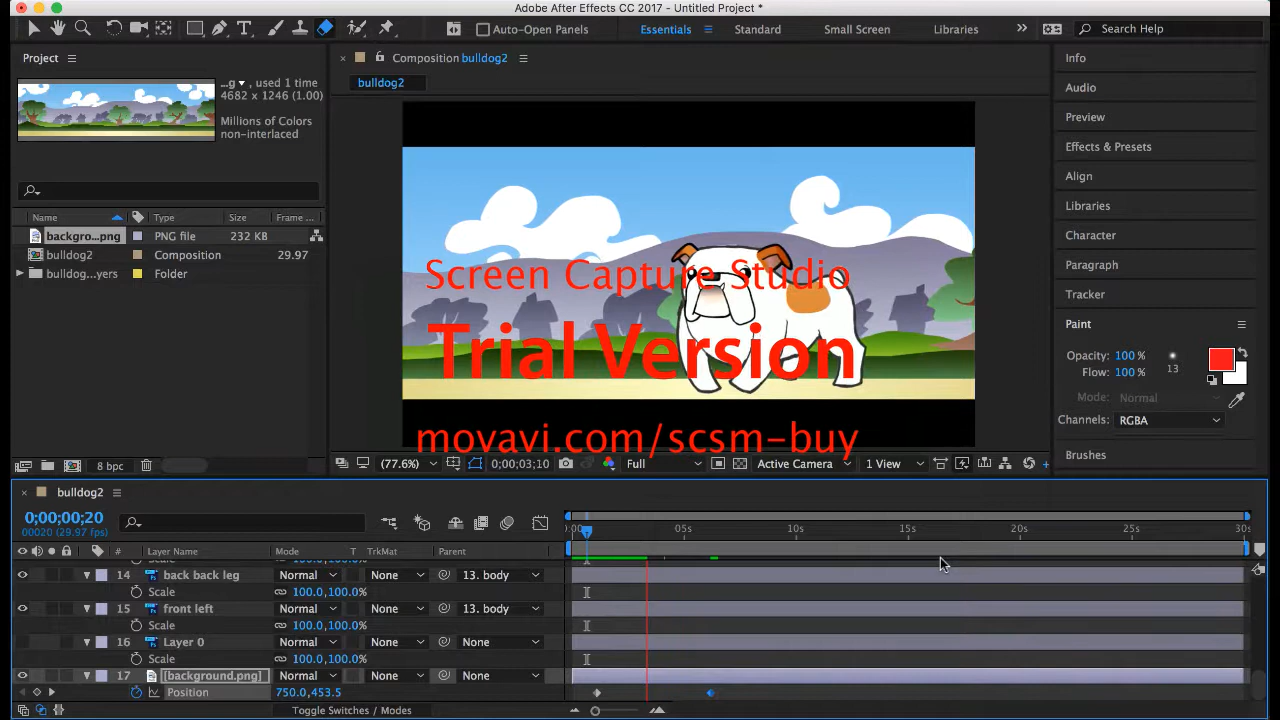 Adobe After Effects CC 2017 - Untitled Project *
Auto-Open Panels
Essentials
Standard
Small Screen
Libraries
Search Help
Project
...g , used 1 time
4682 x 1246 (1.00)
Millions of Colors
non-interlaced
Name Type Size Frame ...
backgro...png PNG file 232 KB
bulldog2 Composition 29.97
bulldog...yers Folder
8 bpc
Composition bulldog2
bulldog2
Screen Capture Studio
Trial Version
movavi.com/scsm-buy
(77.6%) 0;00;03;10 Full Active Camera 1 View
Info
Audio
Preview
Effects & Presets
Align
Libraries
Character
Paragraph
Tracker
Paint
Opacity: 100 %
Flow: 100 %
13
Mode: Normal
Channels: RGBA
Brushes
bulldog2
0;00;00;20
00020 (29.97 fps)
# Layer Name Mode T TrkMat Parent
:00s 05s 10s 15s 20s 25s 30s
14 back back leg Normal None 13. body
Scale 100.0,100.0%
15 front left Normal None 13. body
Scale 100.0,100.0%
16 Layer 0 Normal None None
Scale 100.0,100.0%
17 [background.png] Normal None None
Position 750.0,453.5
Toggle Switches / Modes